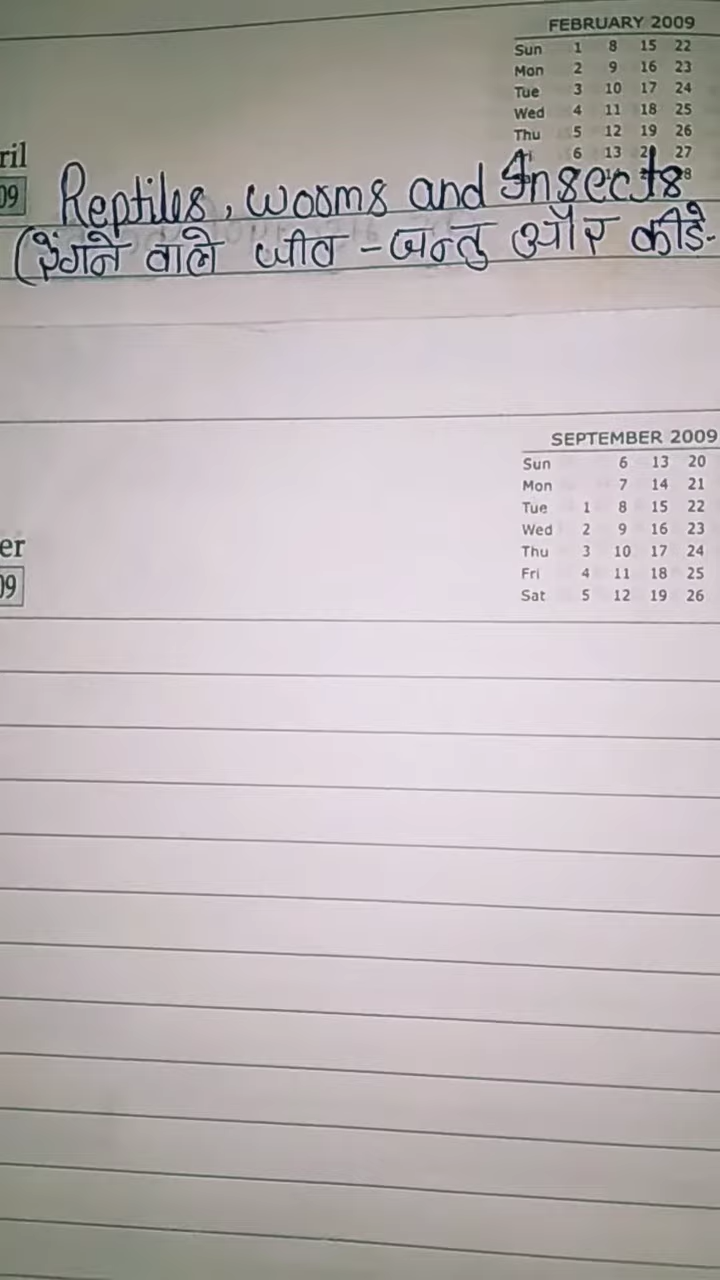 FEBRUARY 2009
Sun 1 8 15 22
Mon 2 9 16 23
Tue 3 10 17 24
Wed 4 11 18 25
Thu 5 12 19 26
6 13 20 27
ril
09
Reptiles, worms and Insects
(रेंगने वाले जीव-जन्तु और कीडे-
SEPTEMBER 2009
Sun 6 13 20
Mon 7 14 21
Tue 1 8 15 22
Wed 2 9 16 23
Thu 3 10 17 24
Fri 4 11 18 25
Sat 5 12 19 26
er
09